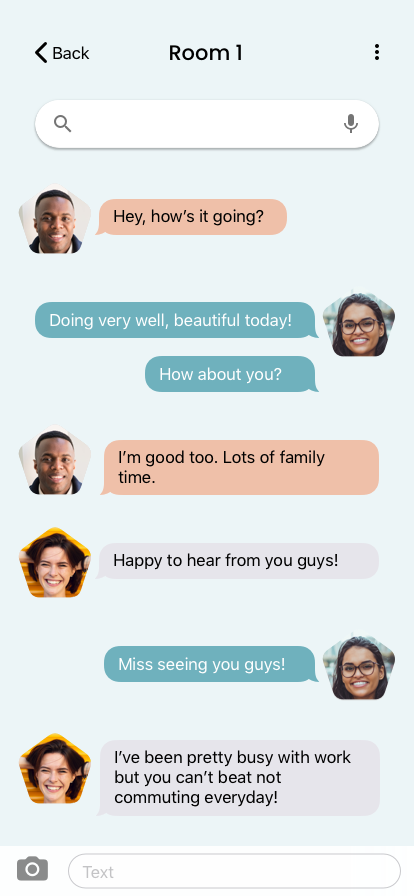 Back
Room 1
Hey, how’s it going?
Doing very well, beautiful today!
How about you?
I’m good too. Lots of family
time.
Happy to hear from you guys!
Miss seeing you guys!
I’ve been pretty busy with work
but you can’t beat not
commuting everyday!
Text